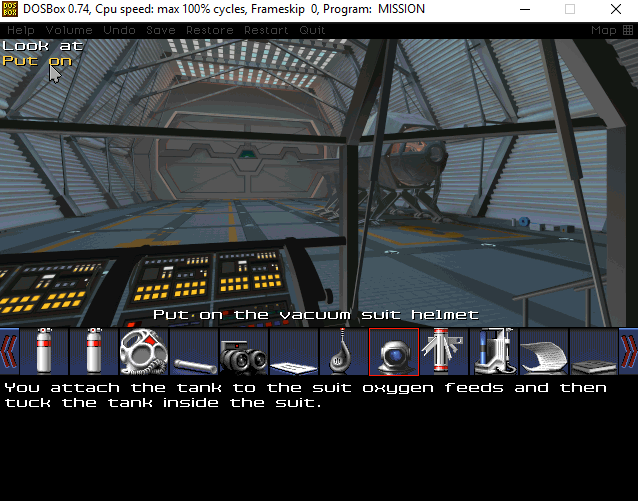 DOS
BOX
DOSBox 0.74, Cpu speed: max 100% cycles, Frameskip 0, Program: MISSION
Help Volume Undo Save Restore Restart Quit Map
Look at
Put on
Put on the vacuum suit helmet
You attach the tank to the suit oxygen feeds and then
tuck the tank inside the suit.